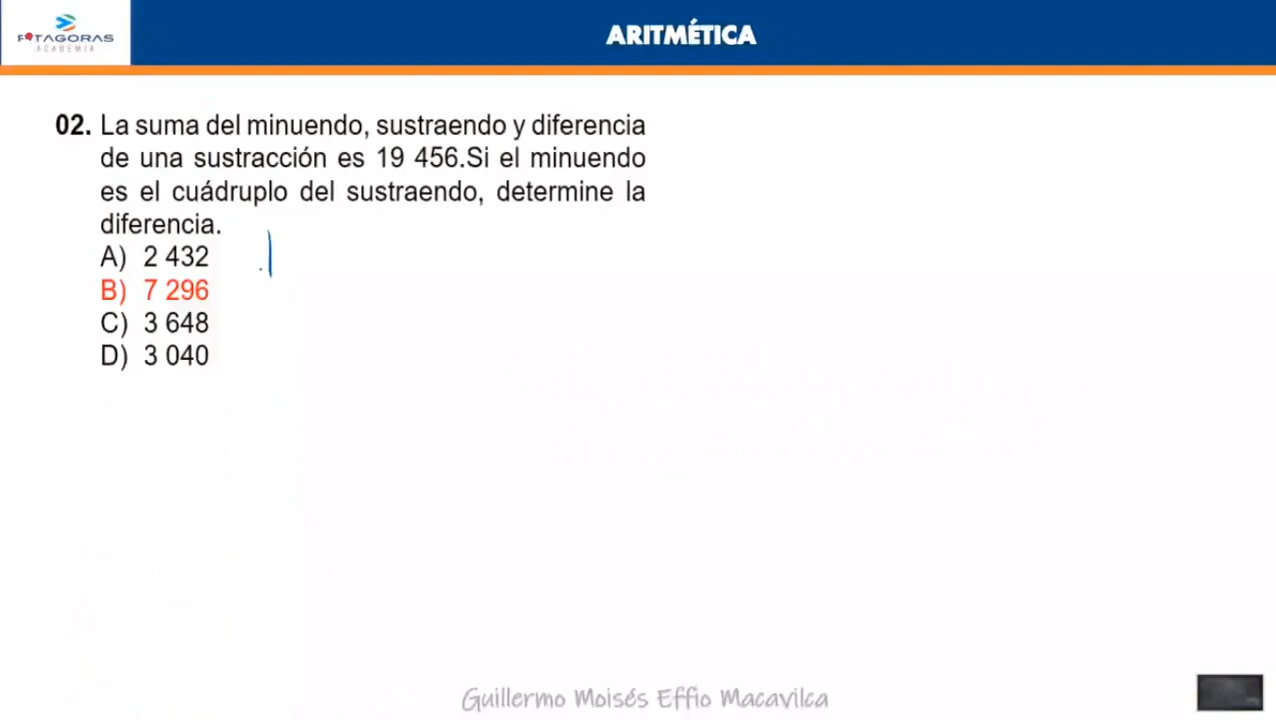 PITAGORAS
ACADEMIA
ARITMÉTICA
02. La suma del minuendo, sustraendo y diferencia
de una sustracción es 19 456.Si el minuendo
es el cuádruplo del sustraendo, determine la
diferencia.
A) 2 432
B) 7 296
C) 3 648
D) 3 040
Guillermo Moisés Effio Macavilca